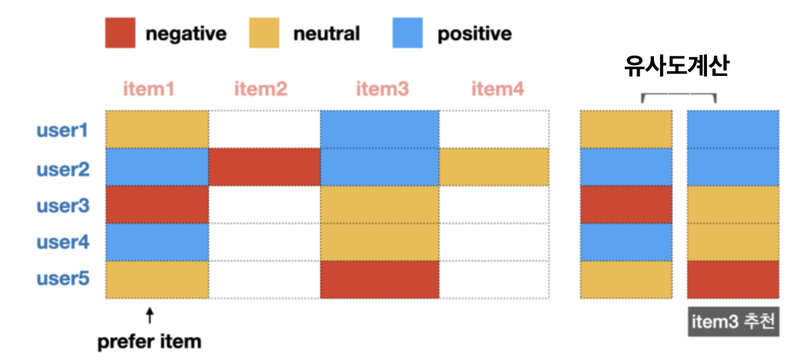 negative neutral positive
유사도계산
item1 item2 item3 item4
user1
user2
user3
user4
user5
item3 추천
prefer item